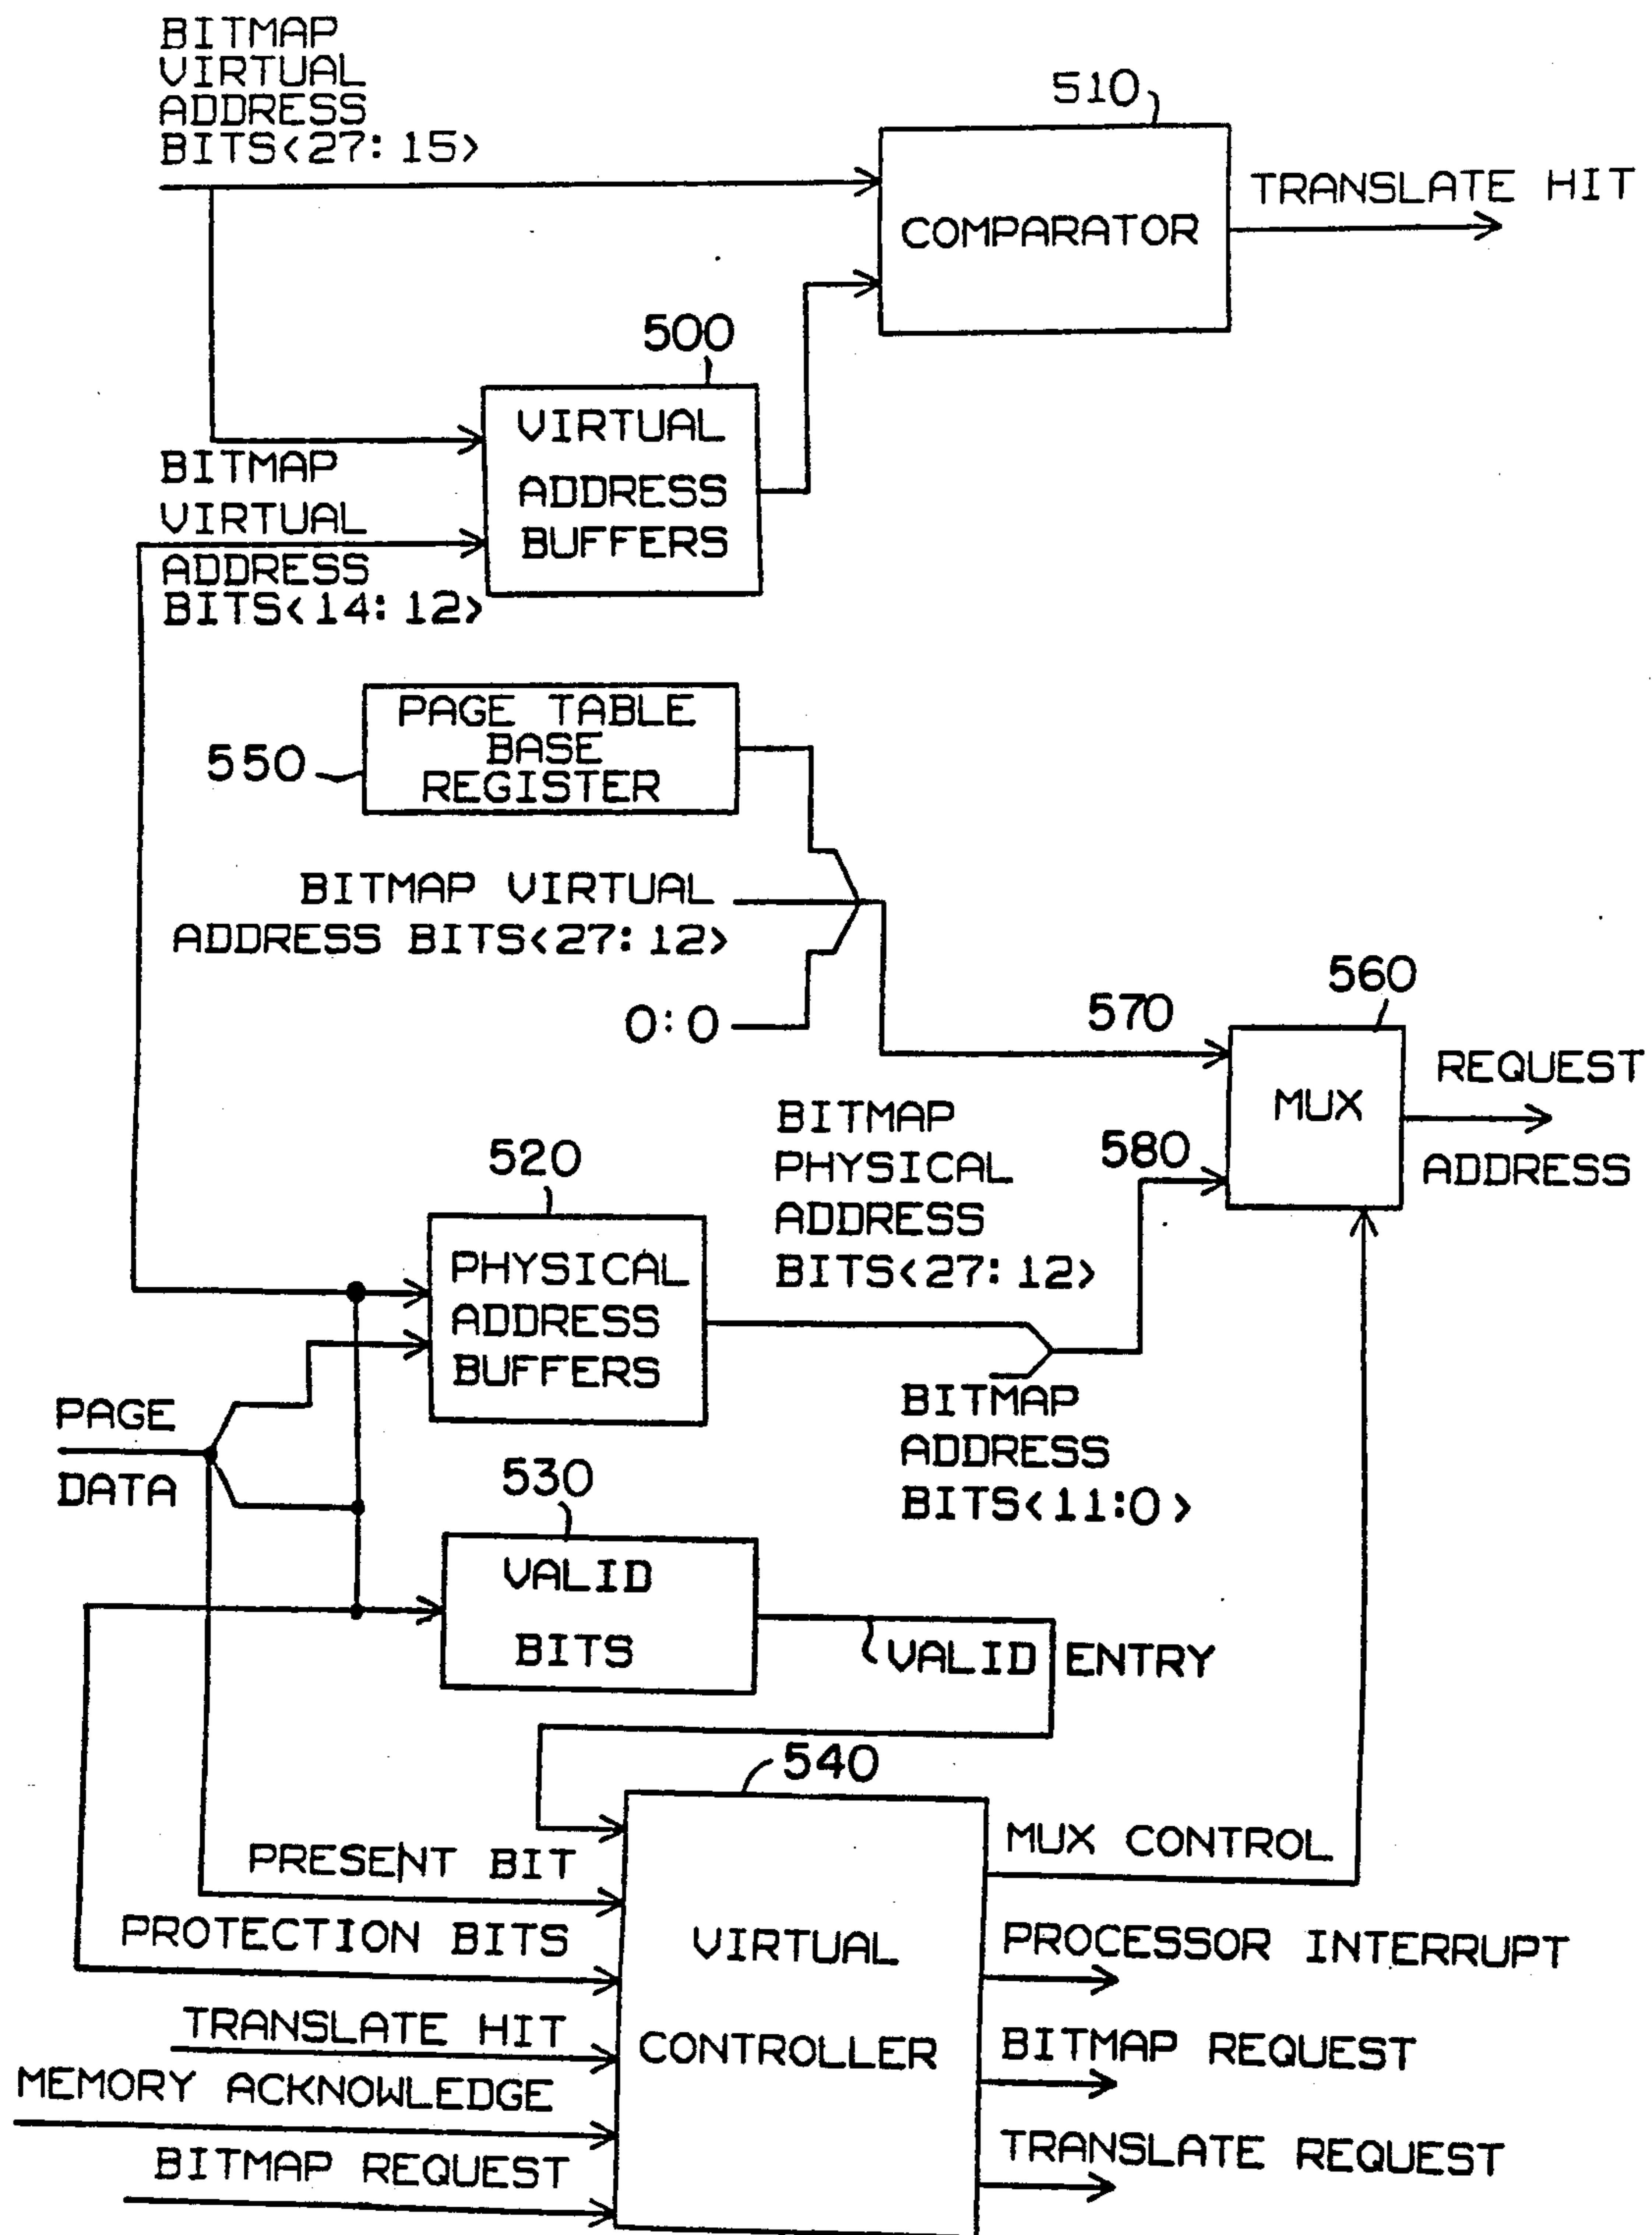 BITMAP
VIRTUAL
ADDRESS
BITS<27:15>
510
COMPARATOR
TRANSLATE HIT
500
VIRTUAL
ADDRESS
BUFFERS
BITMAP
VIRTUAL
ADDRESS
BITS<14:12>
PAGE TABLE
BASE
REGISTER
550
BITMAP VIRTUAL
ADDRESS BITS<27:12>
0:0
570
560
MUX
REQUEST
ADDRESS
580
BITMAP
PHYSICAL
ADDRESS
BITS<27:12>
520
PHYSICAL
ADDRESS
BUFFERS
BITMAP
ADDRESS
BITS<11:0>
PAGE
DATA
530
VALID
BITS
VALID ENTRY
540
VIRTUAL
CONTROLLER
PRESENT BIT
PROTECTION BITS
TRANSLATE HIT
MEMORY ACKNOWLEDGE
BITMAP REQUEST
MUX CONTROL
PROCESSOR INTERRUPT
BITMAP REQUEST
TRANSLATE REQUEST